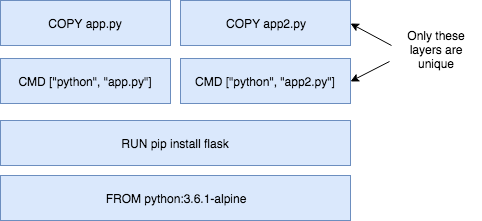 COPY app.py
COPY app2.py
Only these
layers are
unique
CMD ["python", "app.py"]
CMD ["python", "app2.py"]
RUN pip install flask
FROM python:3.6.1-alpine